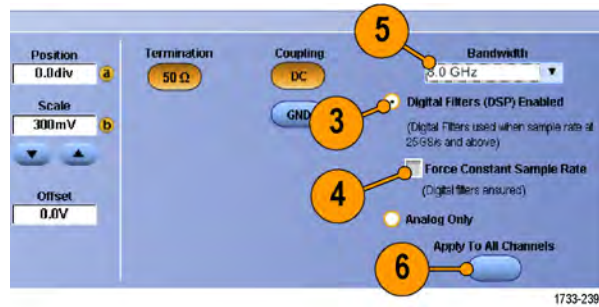 Position
0.0div
a
Scale
300mV
b
Offset
0.0V
Termination
50 Ω
Coupling
DC
GND
Bandwidth
8.0 GHz
Digital Filters (DSP) Enabled
(Digital Filters used when sample rate at
25GS/s and above)
Force Constant Sample Rate
(Digital filters ensured)
Analog Only
Apply To All Channels
5
3
4
6
1733-239